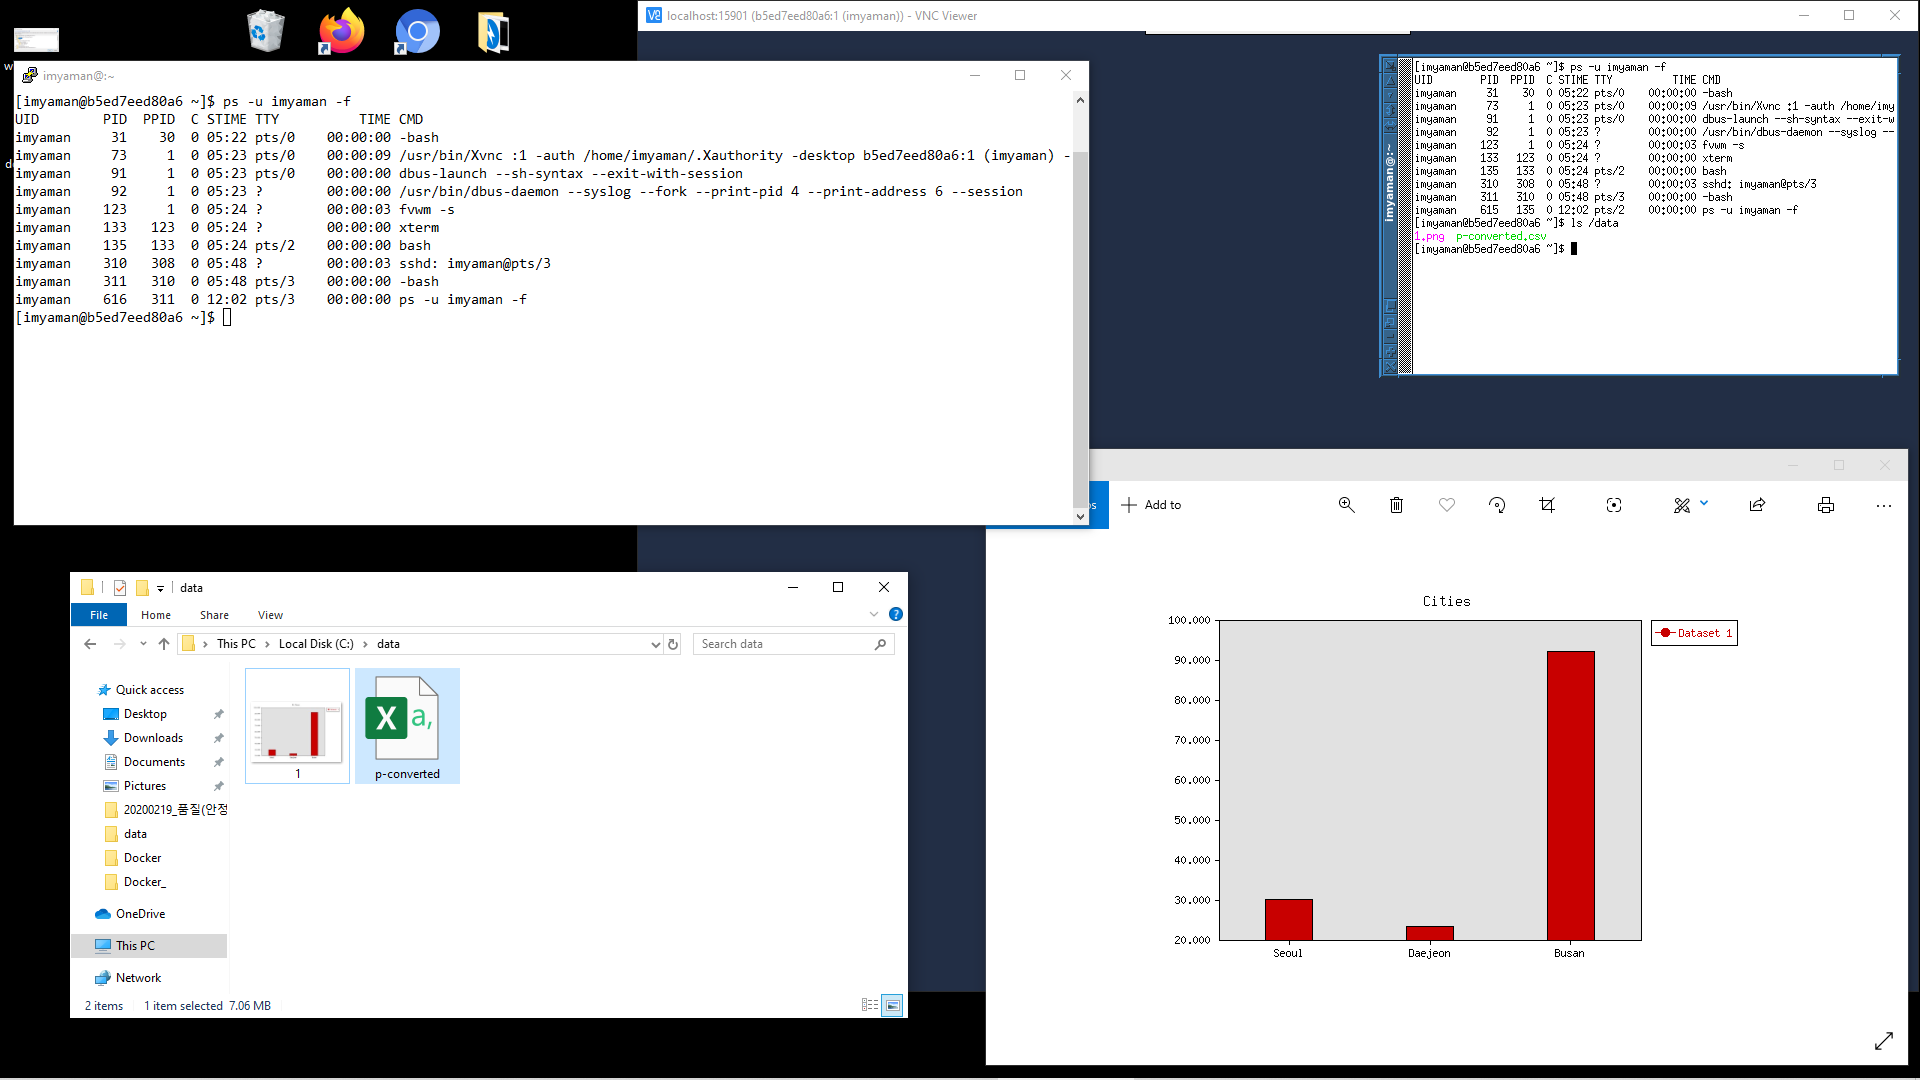 localhost:15901 (b5ed7eed80a6:1 (imyaman)) - VNC Viewer
imyaman@:~
[imyaman@b5ed7eed80a6 ~]$ ps -u imyaman -f
UID PID PPID C STIME TTY TIME CMD
imyaman 31 30 0 05:22 pts/0 00:00:00 -bash
imyaman 73 1 0 05:23 pts/0 00:00:09 /usr/bin/Xvnc :1 -auth /home/imyaman/.Xauthority -desktop b5ed7eed80a6:1 (imyaman) -
imyaman 91 1 0 05:23 pts/0 00:00:00 dbus-launch --sh-syntax --exit-with-session
imyaman 92 1 0 05:23 ? 00:00:00 /usr/bin/dbus-daemon --syslog --fork --print-pid 4 --print-address 6 --session
imyaman 123 1 0 05:24 ? 00:00:03 fvwm -s
imyaman 133 123 0 05:24 ? 00:00:00 xterm
imyaman 135 133 0 05:24 pts/2 00:00:00 bash
imyaman 310 308 0 05:48 ? 00:00:03 sshd: imyaman@pts/3
imyaman 311 310 0 05:48 pts/3 00:00:00 -bash
imyaman 616 311 0 12:02 pts/3 00:00:00 ps -u imyaman -f
[imyaman@b5ed7eed80a6 ~]$
imyaman@:~
[imyaman@b5ed7eed80a6 ~]$ ps -u imyaman -f
UID PID PPID C STIME TTY TIME CMD
imyaman 31 30 0 05:22 pts/0 00:00:00 -bash
imyaman 73 1 0 05:23 pts/0 00:00:09 /usr/bin/Xvnc :1 -auth /home/imy
imyaman 91 1 0 05:23 pts/0 00:00:00 dbus-launch --sh-syntax --exit-w
imyaman 92 1 0 05:23 ? 00:00:00 /usr/bin/dbus-daemon --syslog --
imyaman 123 1 0 05:24 ? 00:00:03 fvwm -s
imyaman 133 123 0 05:24 ? 00:00:00 xterm
imyaman 135 133 0 05:24 pts/2 00:00:00 bash
imyaman 310 308 0 05:48 ? 00:00:03 sshd: imyaman@pts/3
imyaman 311 310 0 05:48 pts/3 00:00:00 -bash
imyaman 615 135 0 12:02 pts/2 00:00:00 ps -u imyaman -f
[imyaman@b5ed7eed80a6 ~]$ ls /data
1.png p-converted.csv
[imyaman@b5ed7eed80a6 ~]$
Add to
Cities
100.000
90.000
80.000
70.000
60.000
50.000
40.000
30.000
20.000
Seoul Daejeon Busan
Dataset 1
data
File Home Share View
This PC Local Disk (C:) data
Search data
Quick access
Desktop
Downloads
Documents
Pictures
20200219_품질(안정
data
Docker
Docker_
OneDrive
This PC
Network
1
p-converted
2 items 1 item selected 7.06 MB